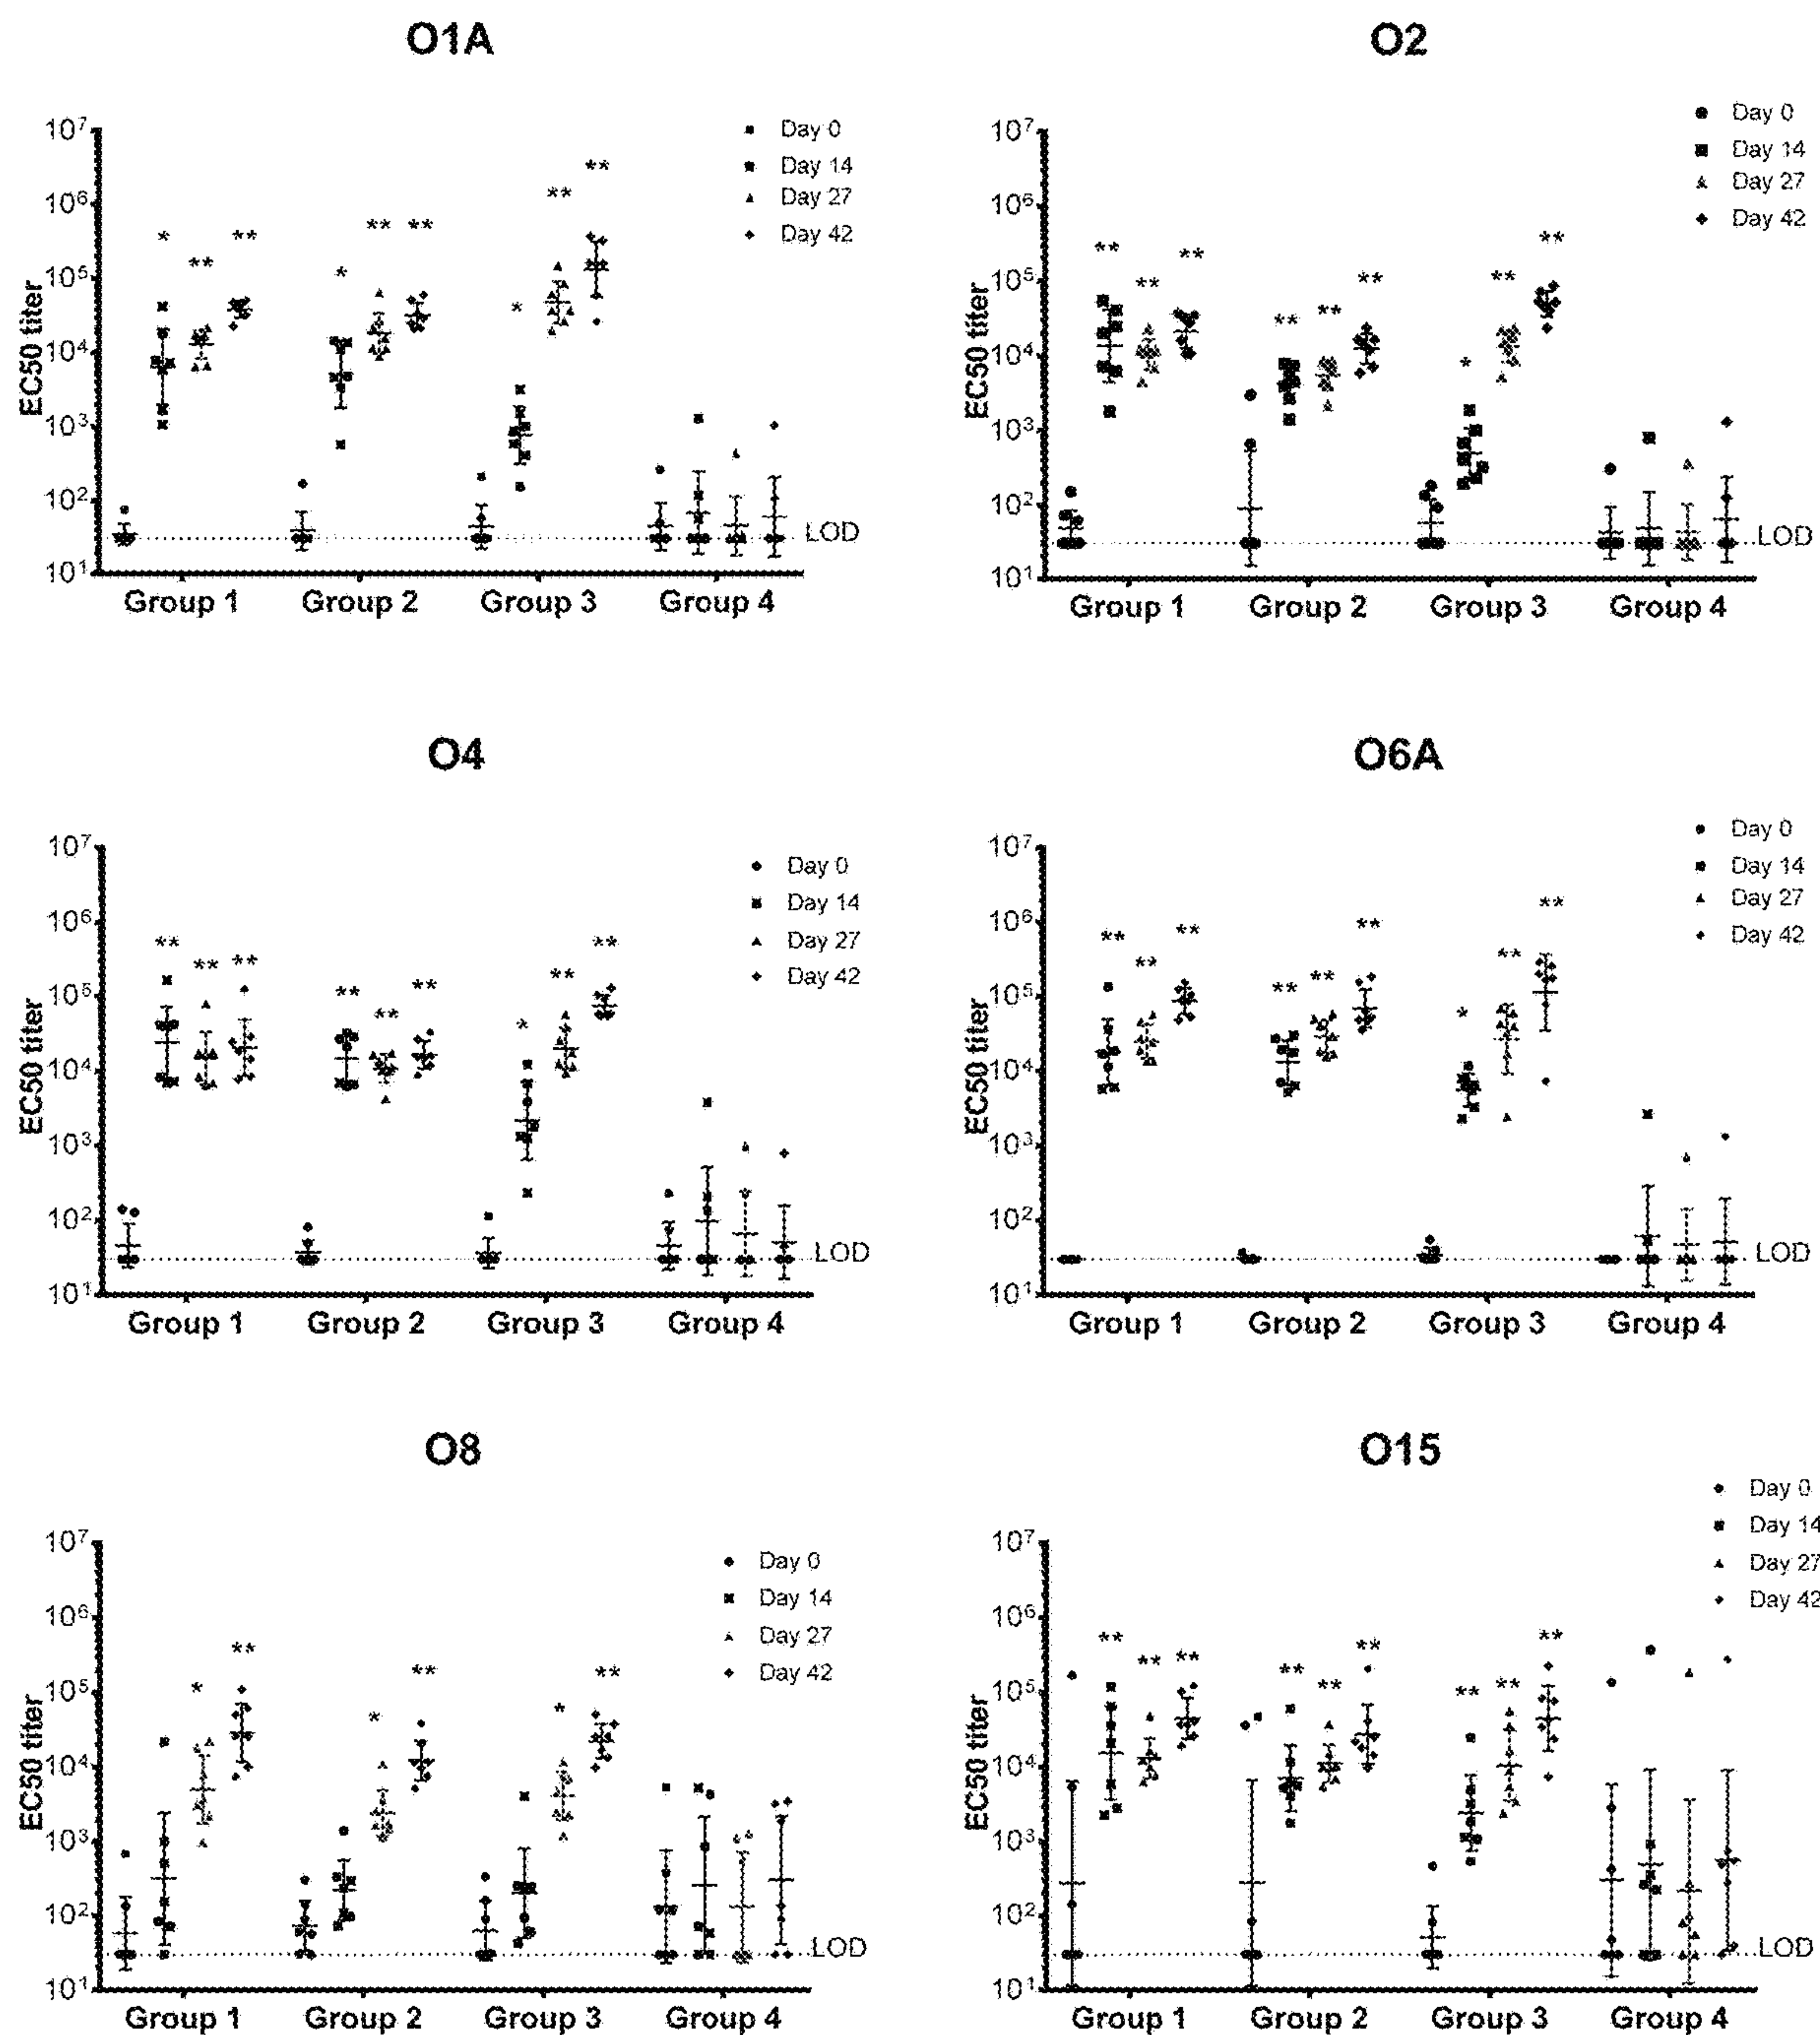 O1A
10⁷
10⁶
10⁵
10⁴
10³
10²
10¹
EC50 titer
Day 0
Day 14
Day 27
Day 42
* ** ** * ** ** * ** **
LOD
Group 1 Group 2 Group 3 Group 4
O2
10⁷
10⁶
10⁵
10⁴
10³
10²
10¹
EC50 titer
Day 0
Day 14
Day 27
Day 42
** ** ** ** ** ** * ** **
LOD
Group 1 Group 2 Group 3 Group 4
O4
10⁷
10⁶
10⁵
10⁴
10³
10²
10¹
EC50 titer
Day 0
Day 14
Day 27
Day 42
** ** ** ** ** ** * ** **
LOD
Group 1 Group 2 Group 3 Group 4
O6A
10⁷
10⁶
10⁵
10⁴
10³
10²
10¹
EC50 titer
Day 0
Day 14
Day 27
Day 42
** ** ** ** ** ** * ** **
LOD
Group 1 Group 2 Group 3 Group 4
O8
10⁷
10⁶
10⁵
10⁴
10³
10²
10¹
EC50 titer
Day 0
Day 14
Day 27
Day 42
* ** * ** * **
LOD
Group 1 Group 2 Group 3 Group 4
O15
10⁷
10⁶
10⁵
10⁴
10³
10²
10¹
EC50 titer
Day 0
Day 14
Day 27
Day 42
** ** ** ** ** ** ** ** **
LOD
Group 1 Group 2 Group 3 Group 4